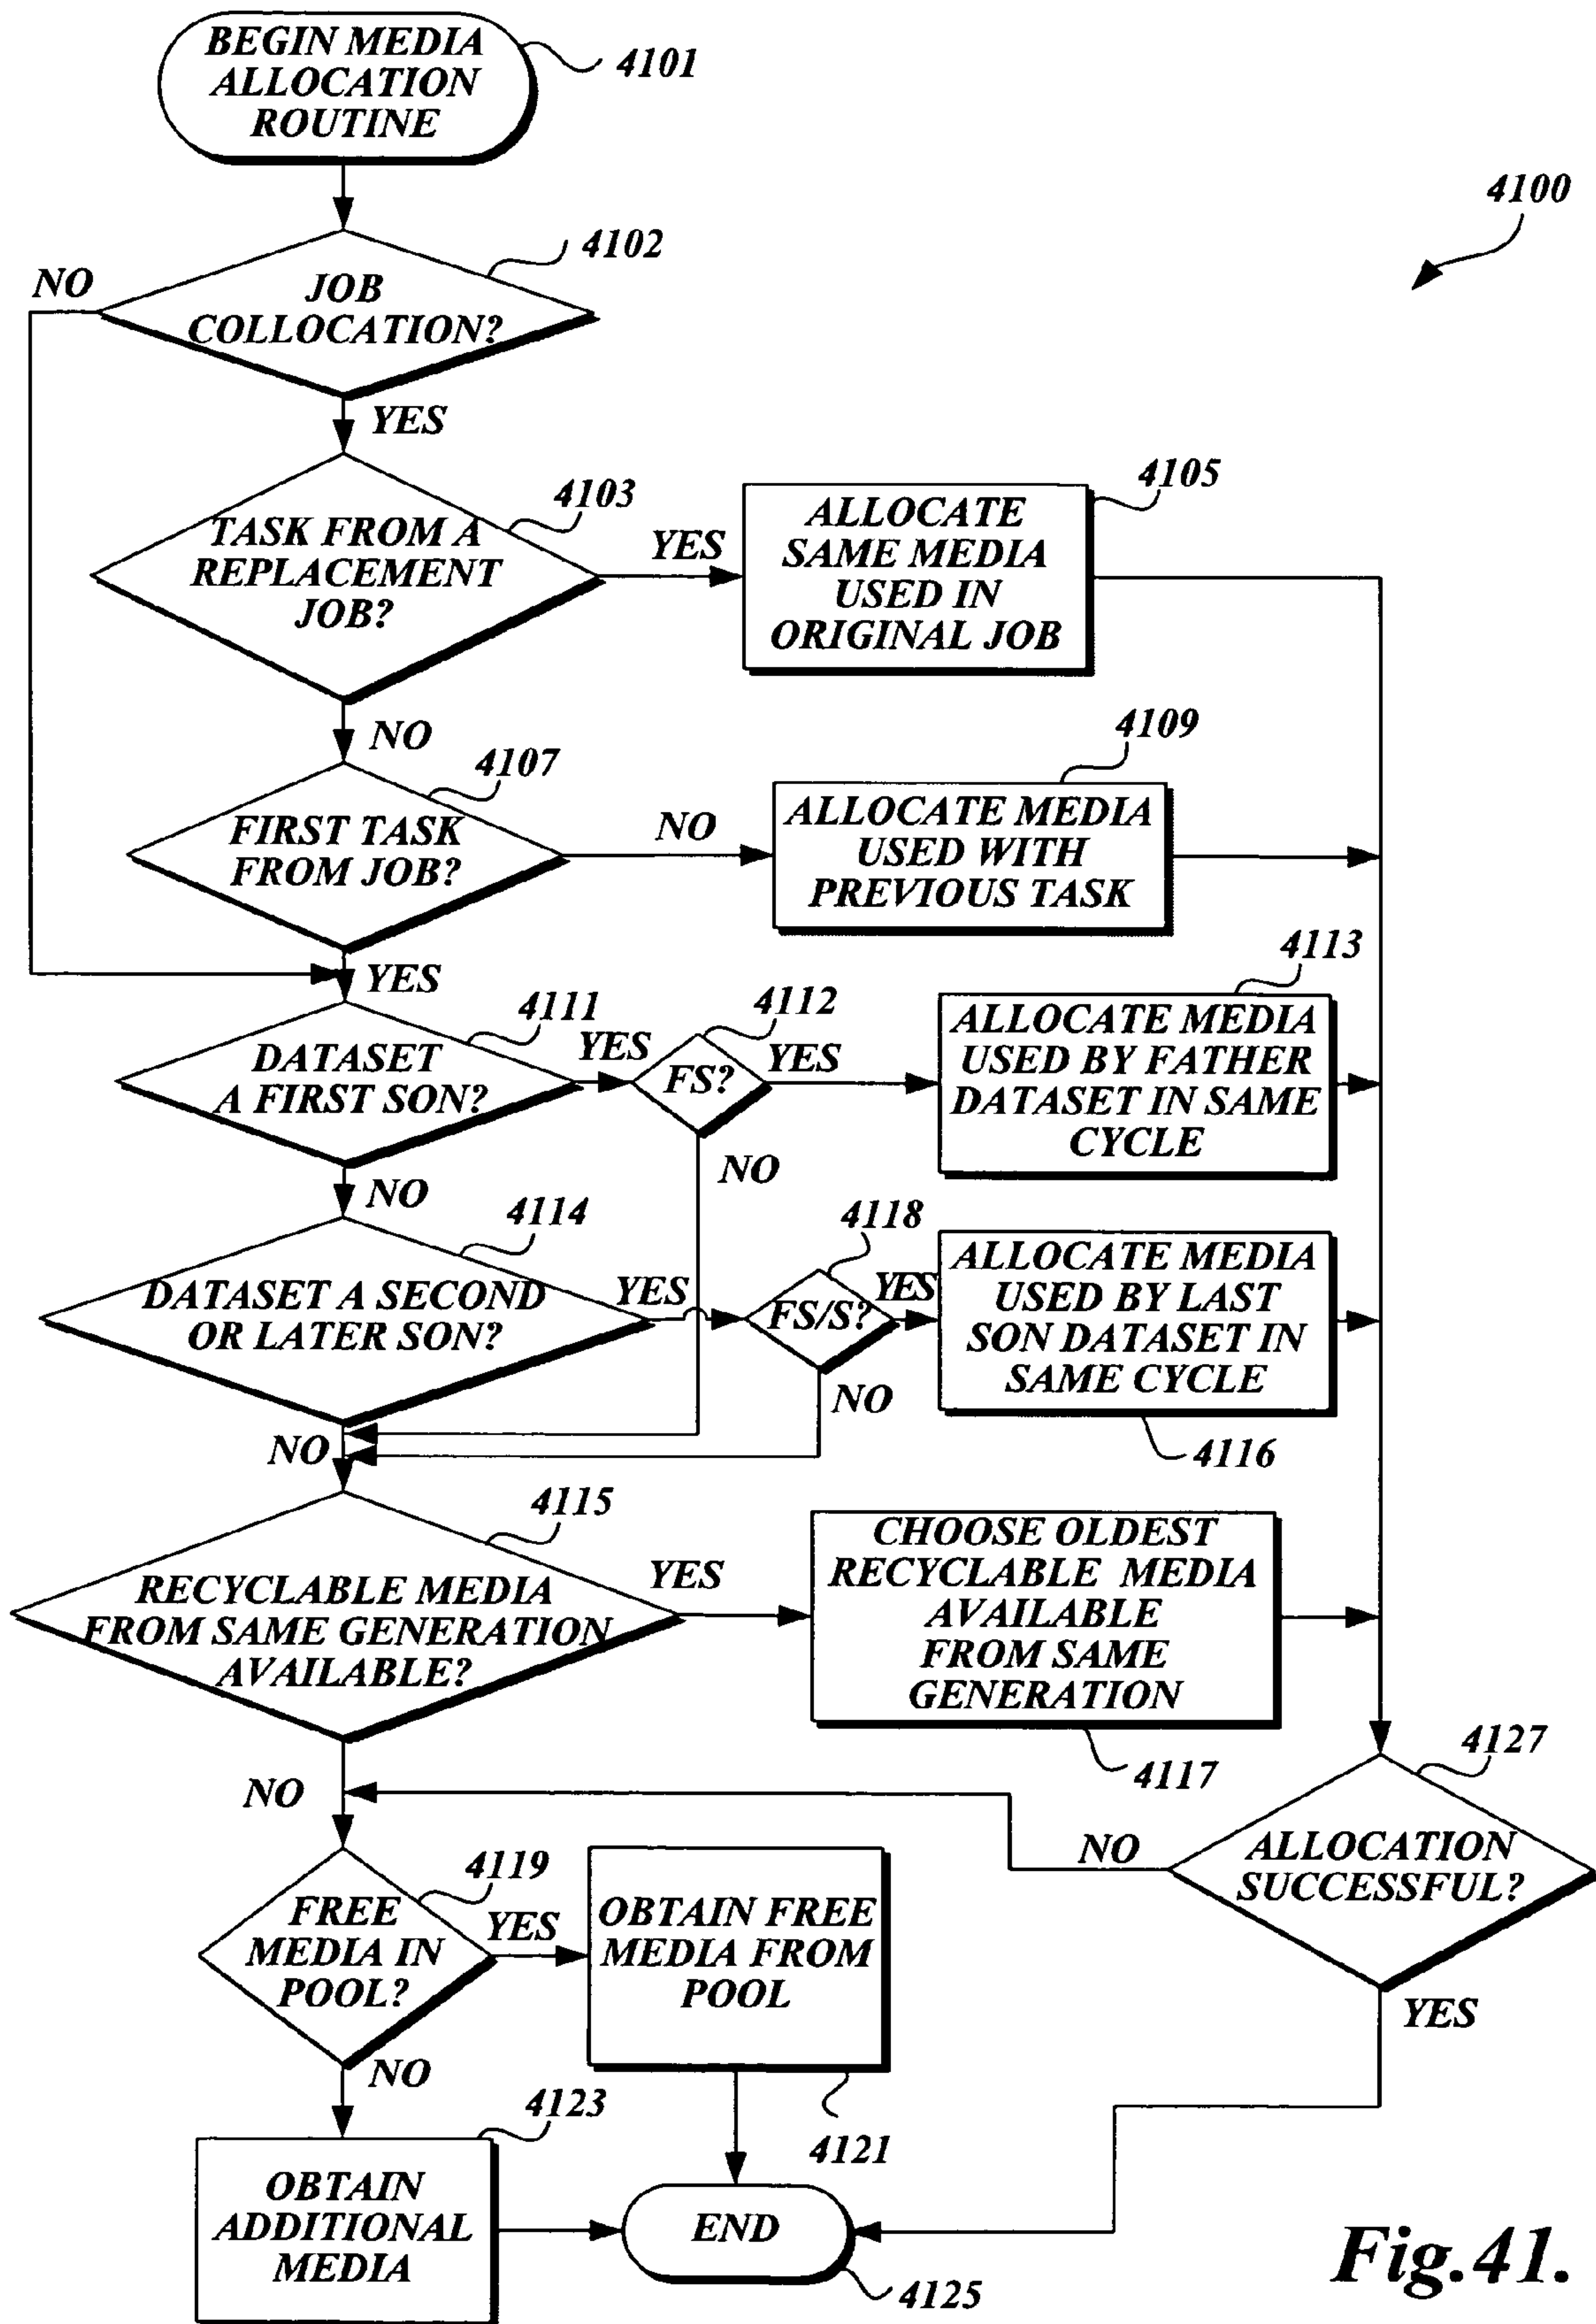 BEGIN MEDIA
ALLOCATION
ROUTINE
4101
4100
4102
NO
JOB
COLLOCATION?
YES
4103
TASK FROM A
REPLACEMENT
JOB?
YES
4105
ALLOCATE
SAME MEDIA
USED IN
ORIGINAL JOB
NO
4107
FIRST TASK
FROM JOB?
NO
4109
ALLOCATE MEDIA
USED WITH
PREVIOUS TASK
YES
4111
DATASET
A FIRST SON?
YES
4112
FS?
YES
4113
ALLOCATE MEDIA
USED BY FATHER
DATASET IN SAME
CYCLE
NO
NO
4114
DATASET A SECOND
OR LATER SON?
YES
4118
FS/S?
YES
ALLOCATE MEDIA
USED BY LAST
SON DATASET IN
SAME CYCLE
4116
NO
NO
4115
RECYCLABLE MEDIA
FROM SAME GENERATION
AVAILABLE?
YES
CHOOSE OLDEST
RECYCLABLE MEDIA
AVAILABLE
FROM SAME
GENERATION
4117
NO
4127
ALLOCATION
SUCCESSFUL?
NO
YES
4119
FREE
MEDIA IN
POOL?
YES
OBTAIN FREE
MEDIA FROM
POOL
4121
NO
4123
OBTAIN
ADDITIONAL
MEDIA
END
4125
Fig.41.